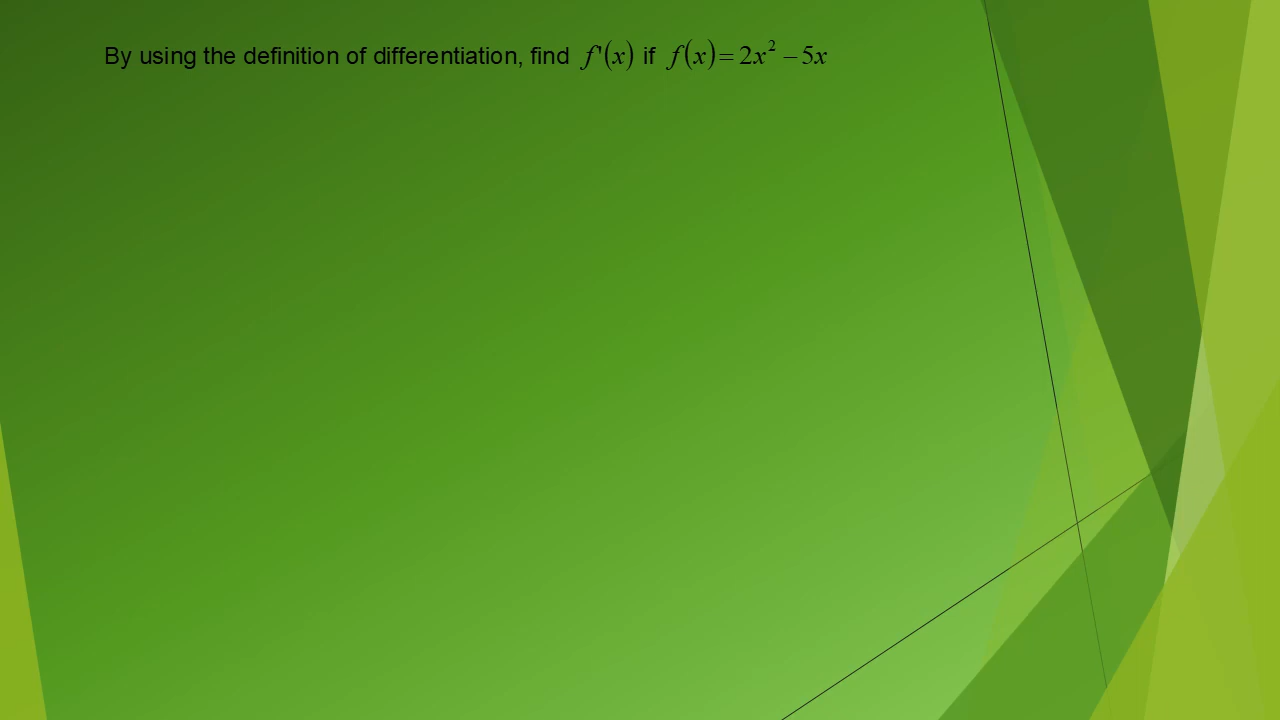 By using the definition of differentiation, find f'(x) if f(x) = 2x² − 5x